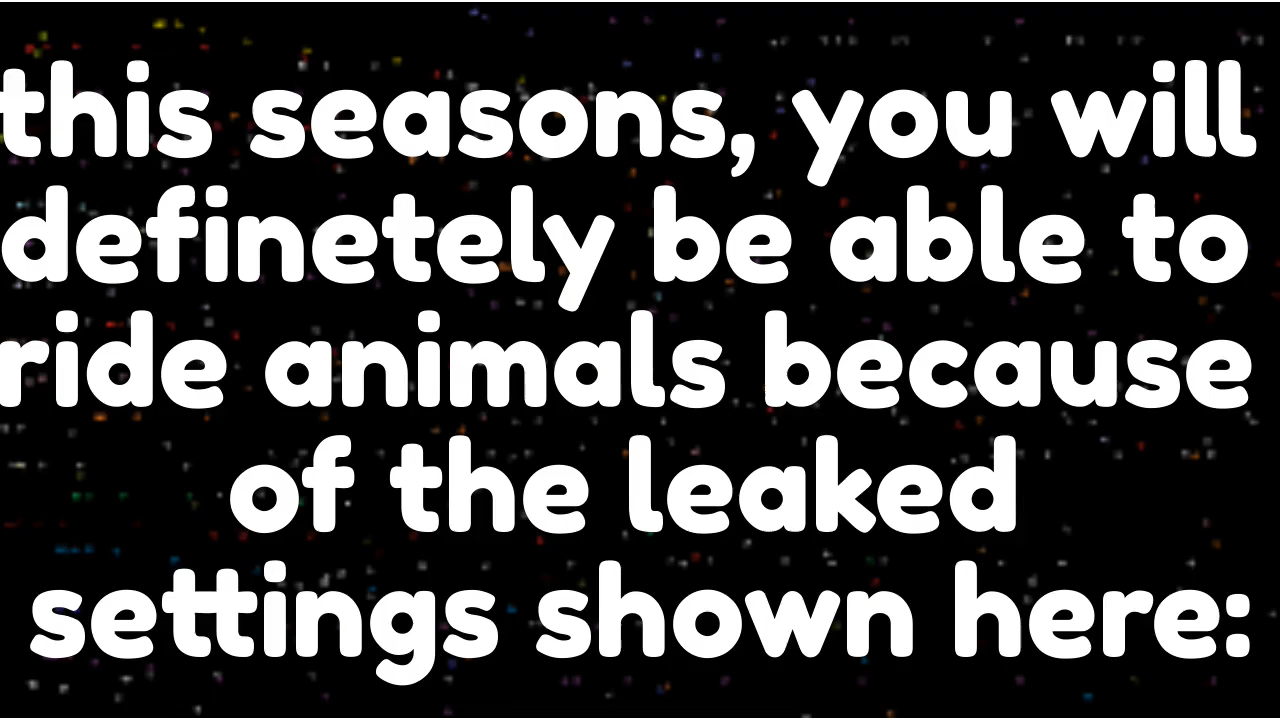 this seasons, you will
definetely be able to
ride animals because
of the leaked
settings shown here: